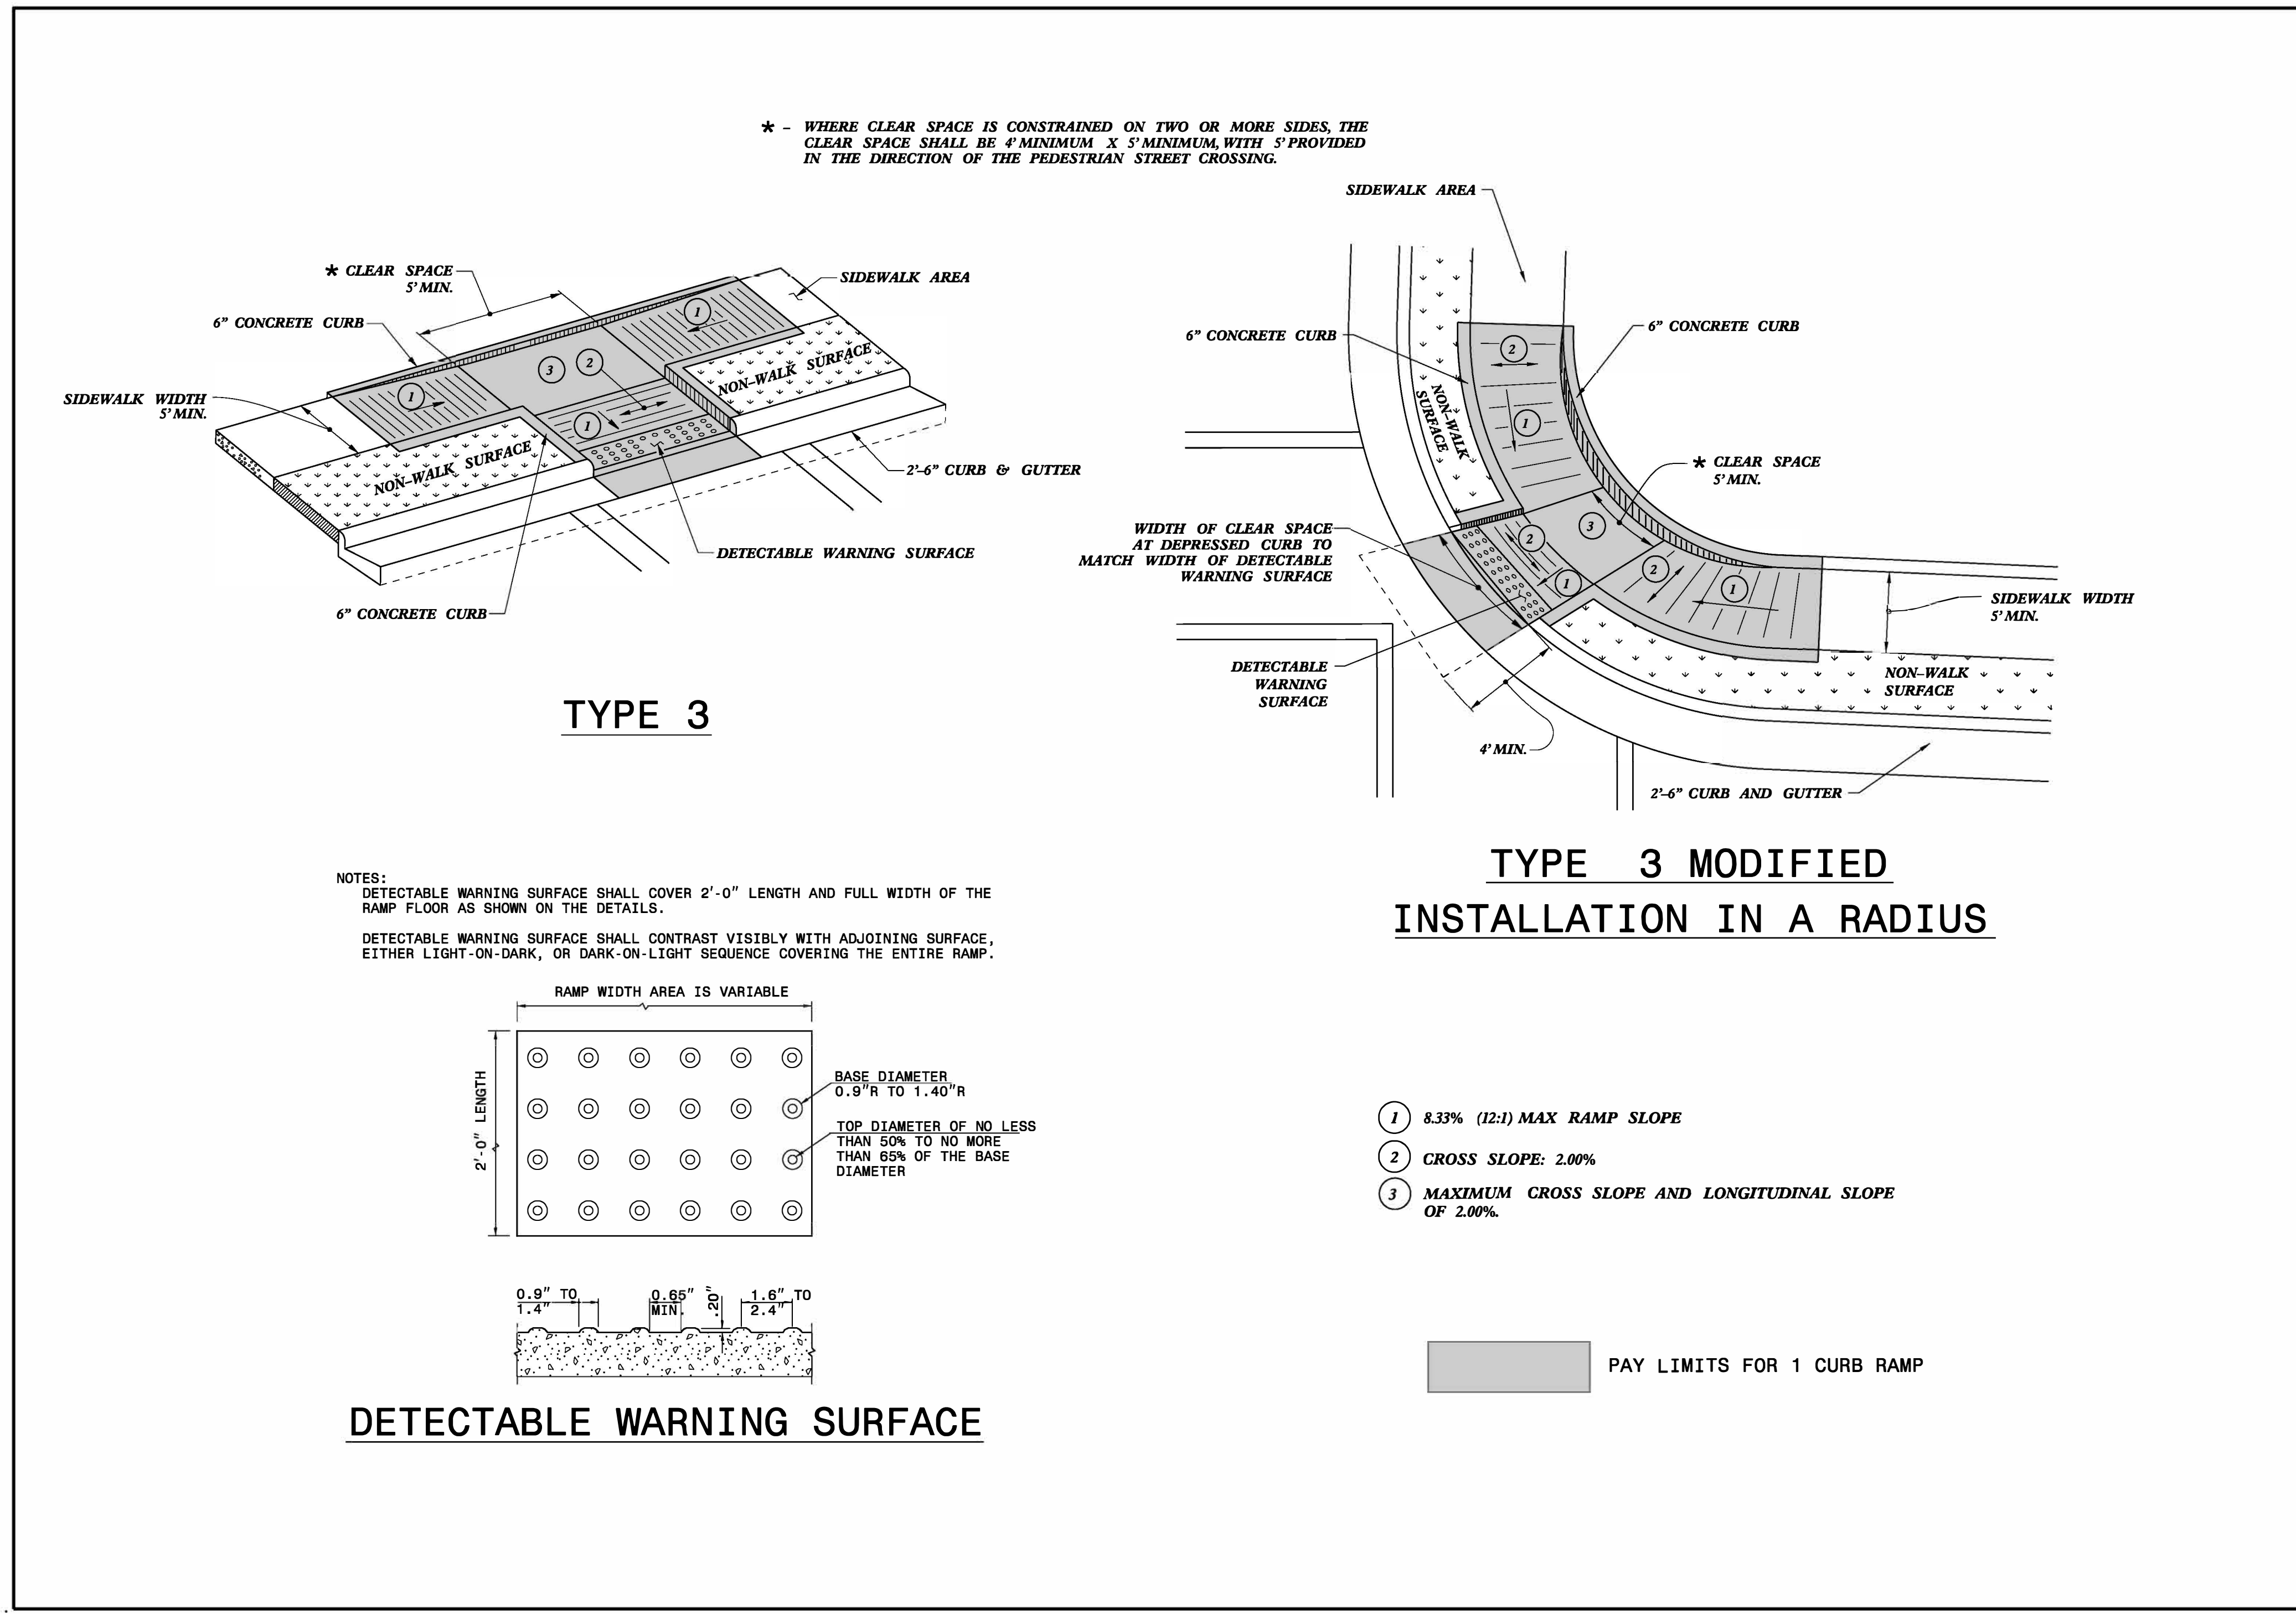 * - WHERE CLEAR SPACE IS CONSTRAINED ON TWO OR MORE SIDES, THE
CLEAR SPACE SHALL BE 4' MINIMUM X 5' MINIMUM, WITH 5' PROVIDED
IN THE DIRECTION OF THE PEDESTRIAN STREET CROSSING.
* CLEAR SPACE
5' MIN.
SIDEWALK AREA
6" CONCRETE CURB
SIDEWALK WIDTH
5' MIN.
1
3
2
1
1
NON-WALK SURFACE
NON-WALK SURFACE
2'-6" CURB & GUTTER
DETECTABLE WARNING SURFACE
6" CONCRETE CURB
TYPE 3
SIDEWALK AREA
6" CONCRETE CURB
6" CONCRETE CURB
2
1
NON-WALK
SURFACE
* CLEAR SPACE
5' MIN.
3
2
1
2
1
WIDTH OF CLEAR SPACE
AT DEPRESSED CURB TO
MATCH WIDTH OF DETECTABLE
WARNING SURFACE
SIDEWALK WIDTH
5' MIN.
DETECTABLE
WARNING
SURFACE
NON-WALK
SURFACE
4' MIN.
2'-6" CURB AND GUTTER
TYPE 3 MODIFIED
INSTALLATION IN A RADIUS
NOTES:
DETECTABLE WARNING SURFACE SHALL COVER 2'-0" LENGTH AND FULL WIDTH OF THE
RAMP FLOOR AS SHOWN ON THE DETAILS.
DETECTABLE WARNING SURFACE SHALL CONTRAST VISIBLY WITH ADJOINING SURFACE,
EITHER LIGHT-ON-DARK, OR DARK-ON-LIGHT SEQUENCE COVERING THE ENTIRE RAMP.
RAMP WIDTH AREA IS VARIABLE
2'-0" LENGTH
BASE DIAMETER
0.9"R TO 1.40"R
TOP DIAMETER OF NO LESS
THAN 50% TO NO MORE
THAN 65% OF THE BASE
DIAMETER
0.9" TO
1.4"
0.65"
MIN.
.20"
1.6" TO
2.4"
DETECTABLE WARNING SURFACE
1 8.33% (12:1) MAX RAMP SLOPE
2 CROSS SLOPE: 2.00%
3 MAXIMUM CROSS SLOPE AND LONGITUDINAL SLOPE
OF 2.00%.
PAY LIMITS FOR 1 CURB RAMP